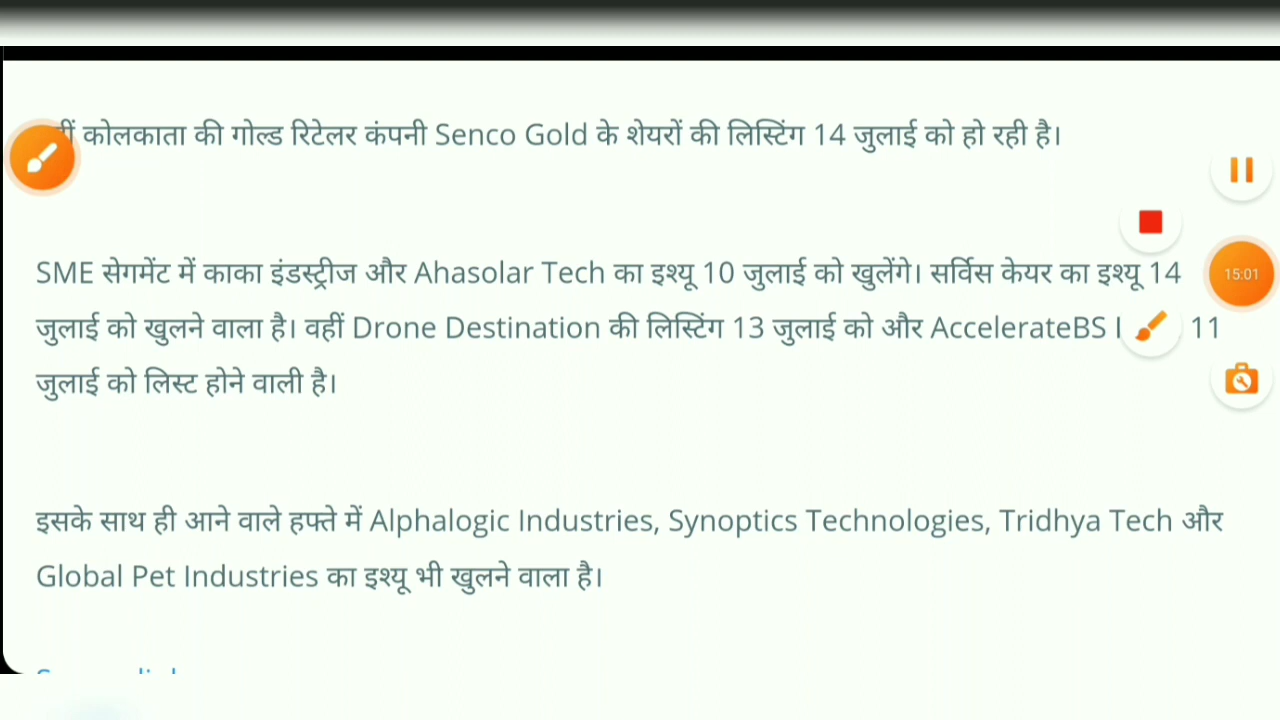 कोलकाता की गोल्ड रिटेलर कंपनी Senco Gold के शेयरों की लिस्टिंग 14 जुलाई को हो रही है।
SME सेगमेंट में काका इंडस्ट्रीज और Ahasolar Tech का इश्यू 10 जुलाई को खुलेंगे। सर्विस केयर का इश्यू 14
15:01
जुलाई को खुलने वाला है। वहीं Drone Destination की लिस्टिंग 13 जुलाई को और AccelerateBS 11
जुलाई को लिस्ट होने वाली है।
इसके साथ ही आने वाले हफ्ते में Alphalogic Industries, Synoptics Technologies, Tridhya Tech और
Global Pet Industries का इश्यू भी खुलने वाला है।